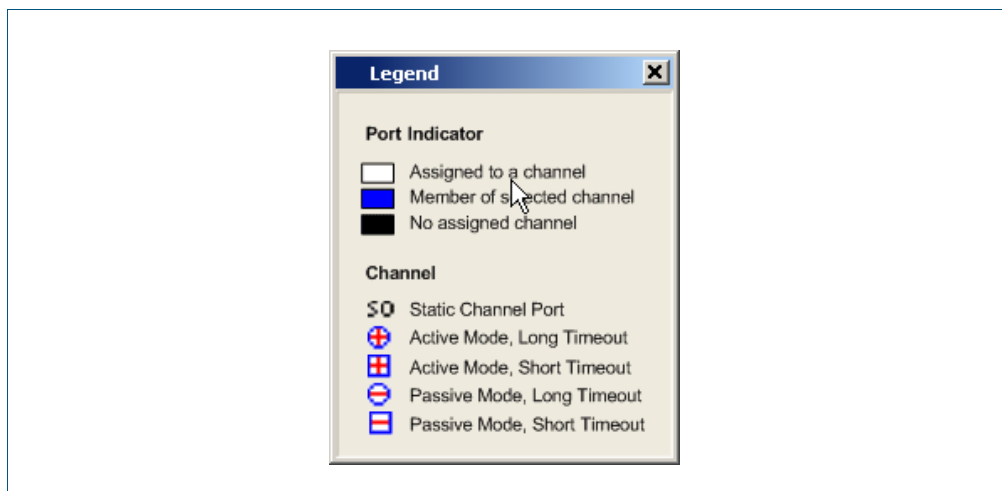 Legend
Port Indicator
Assigned to a channel
Member of selected channel
No assigned channel
Channel
SO Static Channel Port
Active Mode, Long Timeout
Active Mode, Short Timeout
Passive Mode, Long Timeout
Passive Mode, Short Timeout